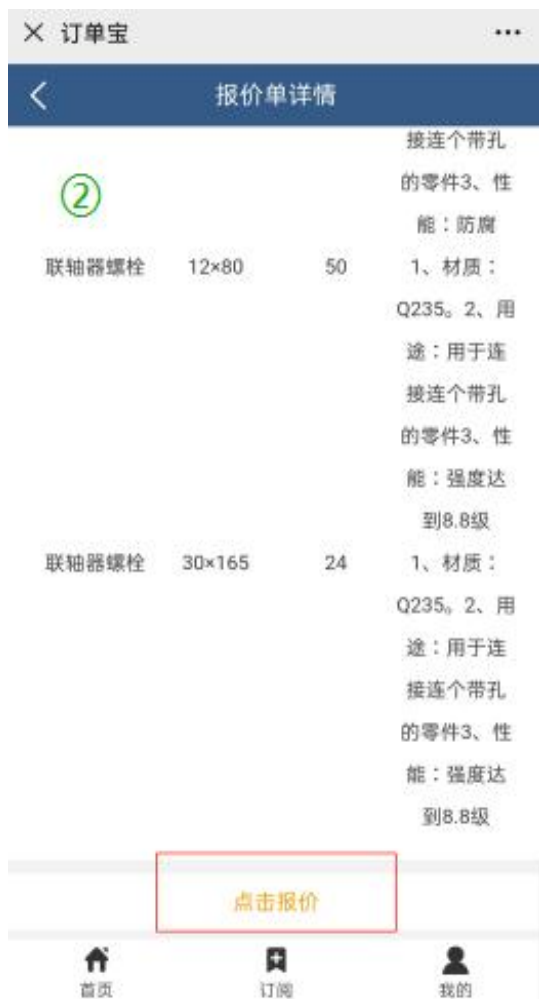 × 订单宝 ···
报价单详情
接连个带孔
的零件3、性
能：防腐
②
联轴器螺栓 12×80 50 1、材质：
Q235。2、用
途：用于连
接连个带孔
的零件3、性
能：强度达
到8.8级
联轴器螺栓 30×165 24 1、材质：
Q235。2、用
途：用于连
接连个带孔
的零件3、性
能：强度达
到8.8级
点击报价
首页 订阅 我的